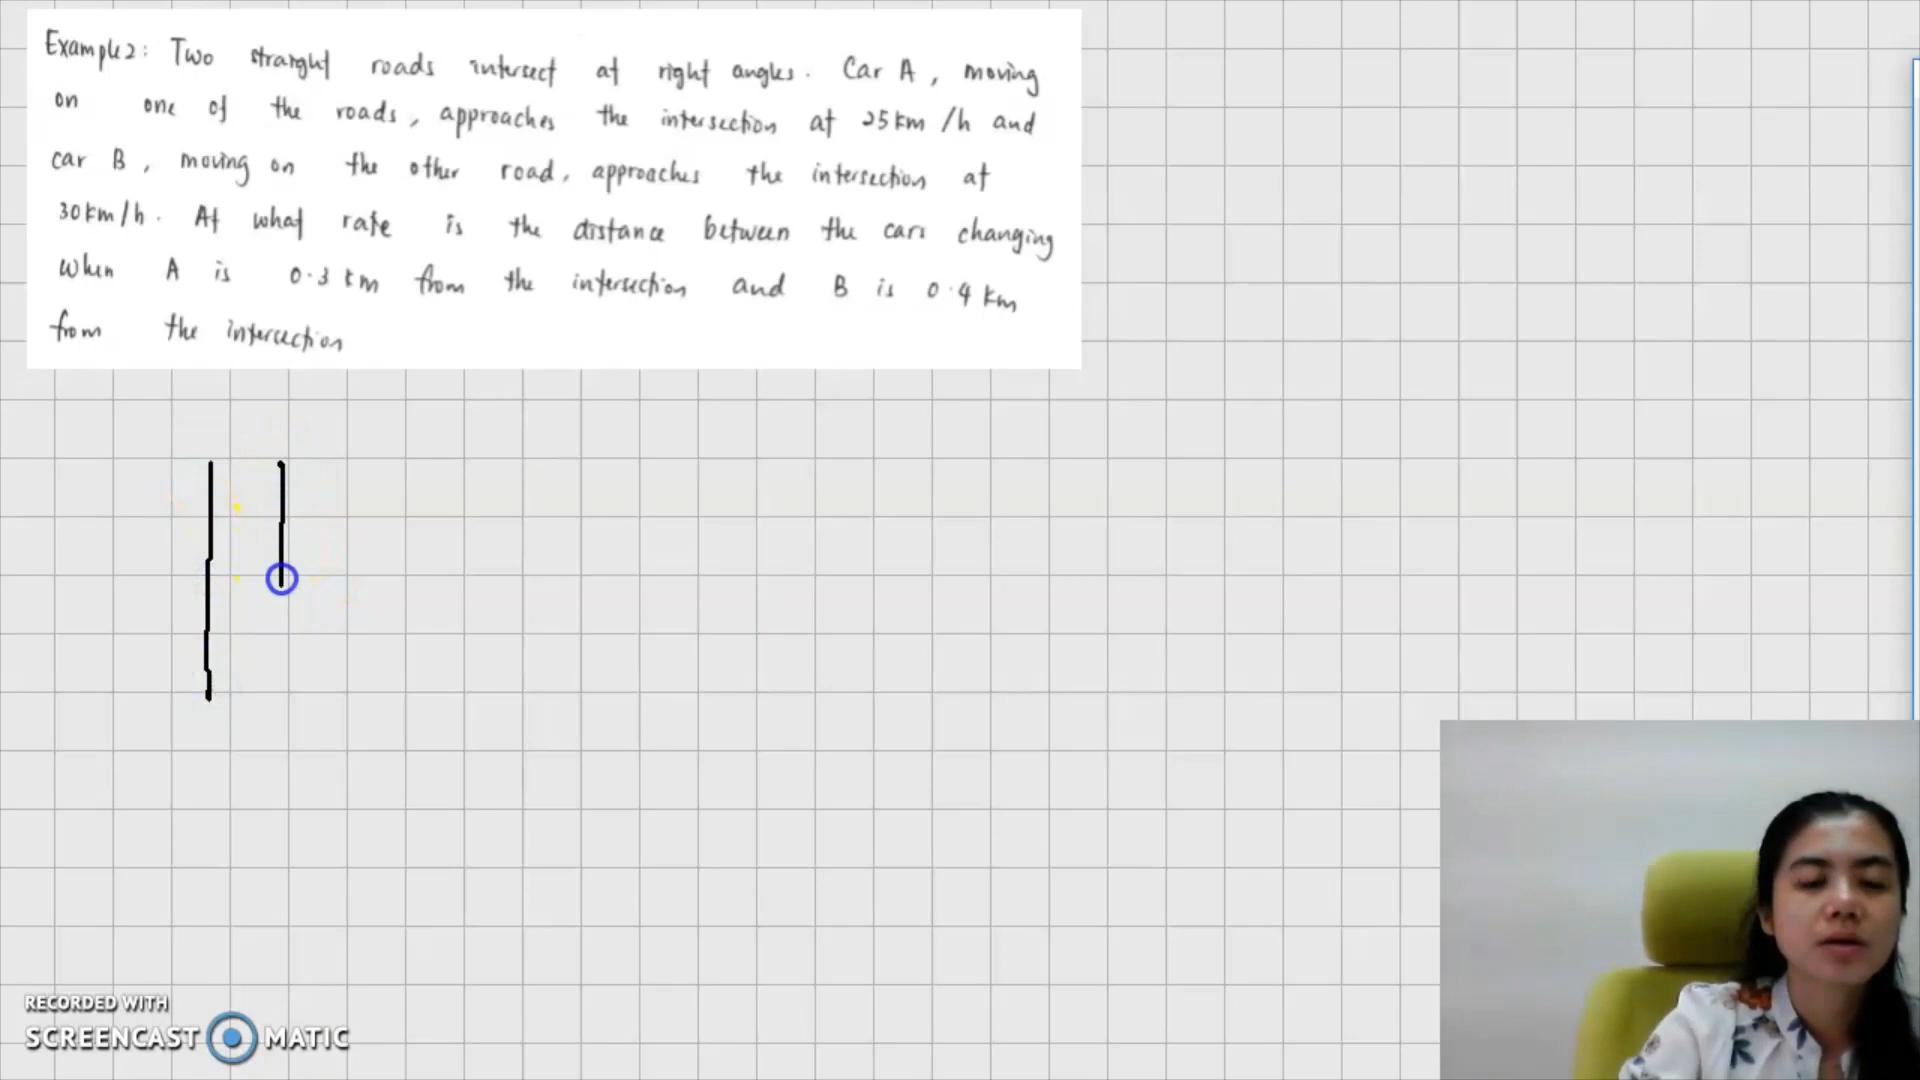 Example 2: Two straight roads intersect at right angles. Car A, moving
on one of the roads, approaches the intersection at 25 km/h and
car B, moving on the other road, approaches the intersection at
30 km/h. At what rate is the distance between the cars changing
when A is 0.3 km from the intersection and B is 0.4 km
from the intersection
RECORDED WITH
SCREENCAST MATIC